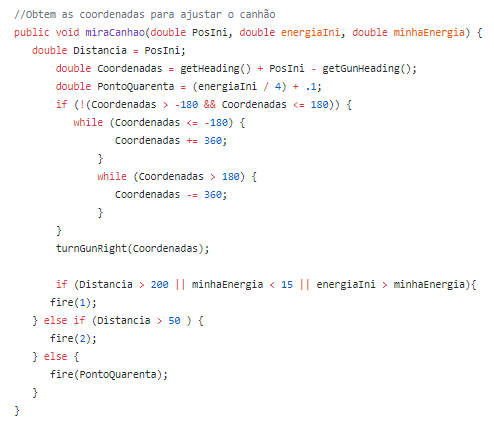 //Obtem as coordenadas para ajustar o canhão
public void miraCanhao(double PosIni, double energiaIni, double minhaEnergia) {
   double Distancia = PosIni;
       double Coordenadas = getHeading() + PosIni - getGunHeading();
       double PontoQuarenta = (energiaIni / 4) + .1;
       if (!(Coordenadas > -180 && Coordenadas <= 180)) {
          while (Coordenadas <= -180) {
                 Coordenadas += 360;
              }
              while (Coordenadas > 180) {
                 Coordenadas -= 360;
              }
       }
       turnGunRight(Coordenadas);
       if (Distancia > 200 || minhaEnergia < 15 || energiaIni > minhaEnergia){
      fire(1);
   } else if (Distancia > 50 ) {
      fire(2);
   } else {
      fire(PontoQuarenta);
   }
}